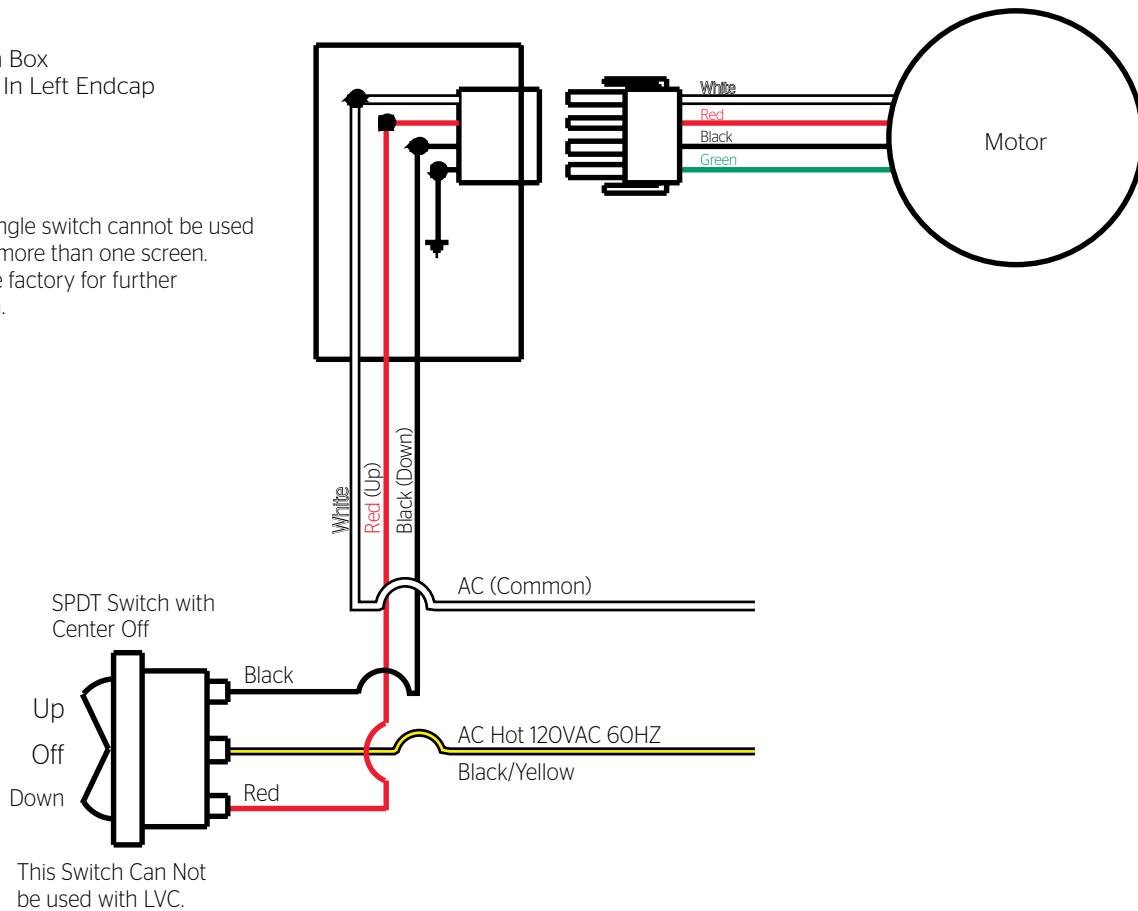 Box
In Left Endcap
switch cannot be used
more than one screen.
factory for further
White
Red
Black
Green
Motor
White
Red (Up)
Black (Down)
AC (Common)
SPDT Switch with
Center Off
Black
Up
Off
Down
AC Hot 120VAC 60HZ
Black/Yellow
Red
This Switch Can Not
be used with LVC.